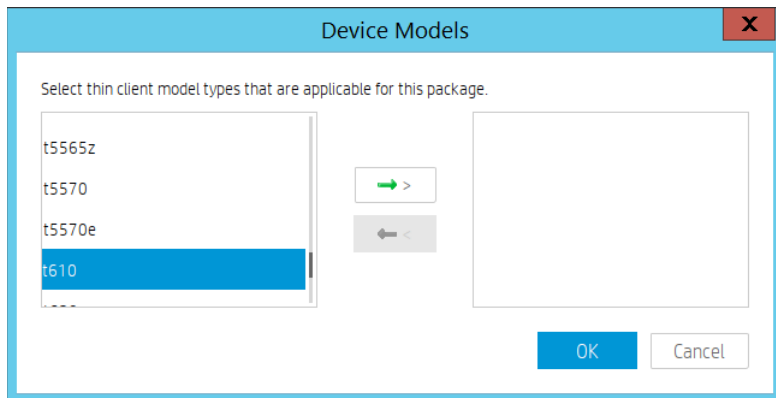 Device Models
X
Select thin client model types that are applicable for this package.
t5565z
t5570
>
t5570e
<
t610
OK
Cancel